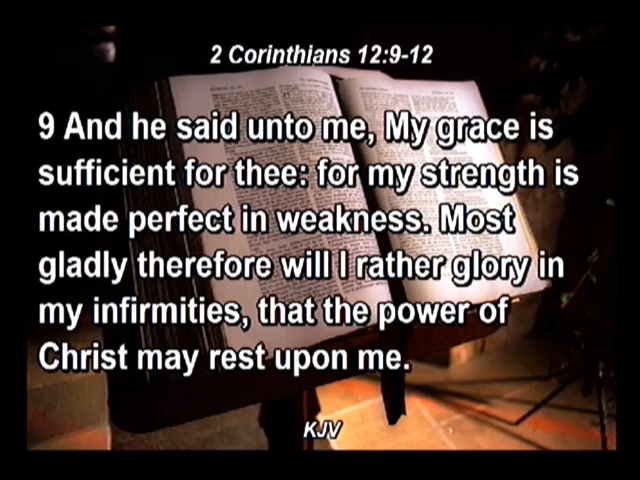 2 Corinthians 12:9-12
9 And he said unto me, My grace is
sufficient for thee: for my strength is
made perfect in weakness. Most
gladly therefore will I rather glory in
my infirmities, that the power of
Christ may rest upon me.
KJV